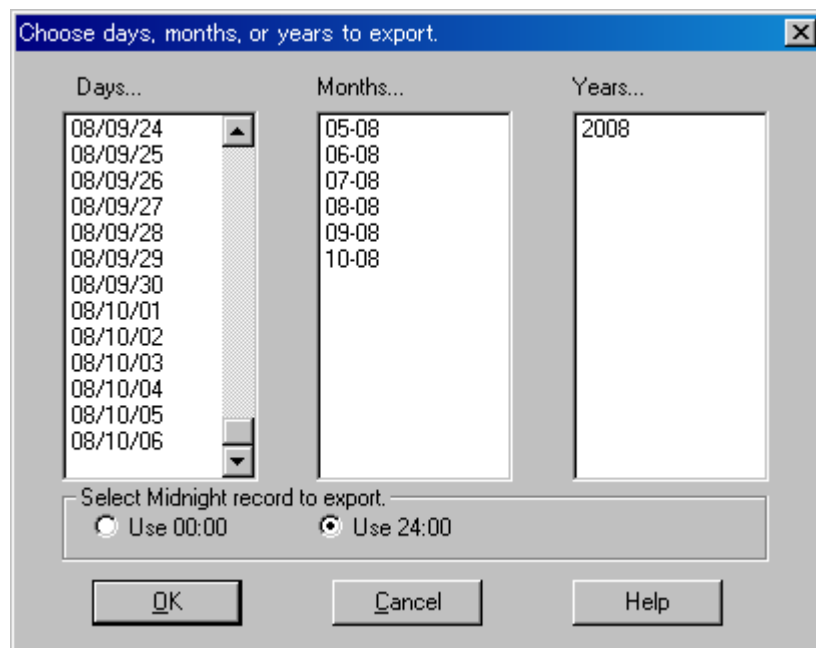 Choose days, months, or years to export.
Days...
08/09/24
08/09/25
08/09/26
08/09/27
08/09/28
08/09/29
08/09/30
08/10/01
08/10/02
08/10/03
08/10/04
08/10/05
08/10/06
Months...
05-08
06-08
07-08
08-08
09-08
10-08
Years...
2008
Select Midnight record to export.
Use 00:00
Use 24:00
OK
Cancel
Help